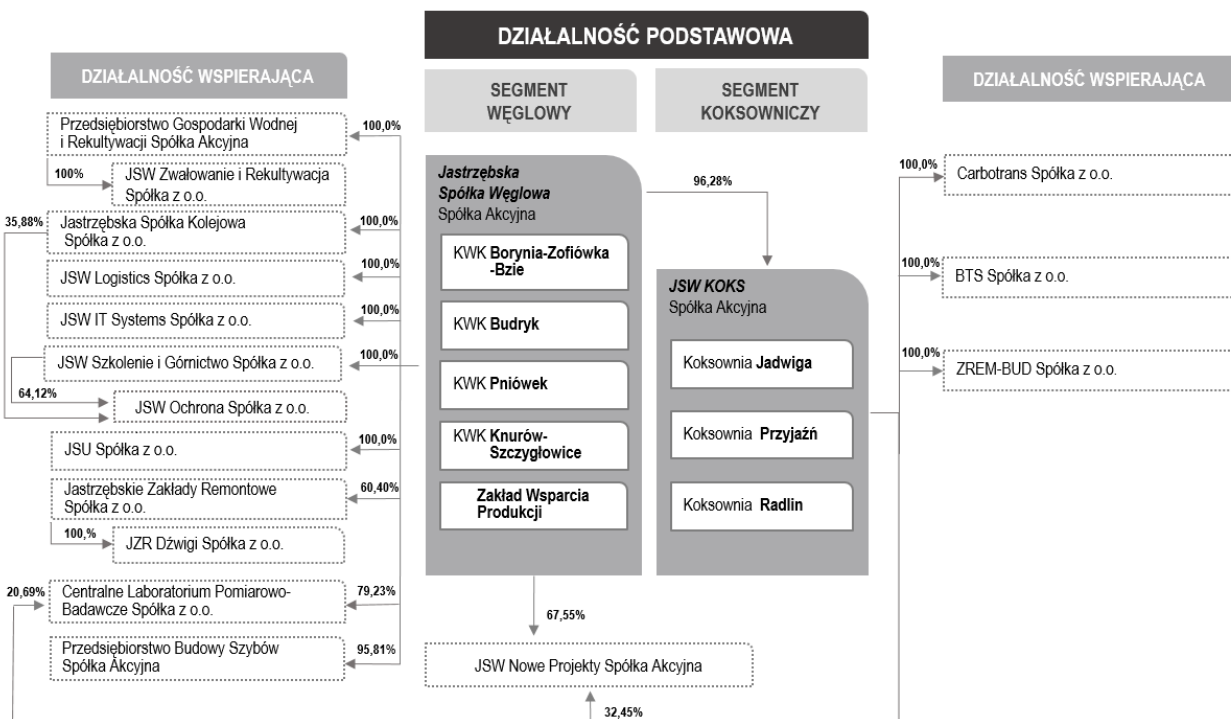 DZIAŁALNOŚĆ PODSTAWOWA
DZIAŁALNOŚĆ WSPIERAJĄCA
Przedsiębiorstwo Gospodarki Wodnej
i Rekultywacji Spółka Akcyjna
100,0%
100%
JSW Zwałowanie i Rekultywacja
Spółka z o.o.
35,88%
Jastrzębska Spółka Kolejowa
Spółka z o.o.
100,0%
JSW Logistics Spółka z o.o.
100,0%
JSW IT Systems Spółka z o.o.
100,0%
JSW Szkolenie i Górnictwo Spółka z o.o.
100,0%
64,12%
JSW Ochrona Spółka z o.o.
JSU Spółka z o.o.
100,0%
Jastrzębskie Zakłady Remontowe
Spółka z o.o.
60,40%
100,%
JZR Dźwigi Spółka z o.o.
20,69%
Centralne Laboratorium Pomiarowo-
Badawcze Spółka z o.o.
79,23%
Przedsiębiorstwo Budowy Szybów
Spółka Akcyjna
95,81%
SEGMENT
WĘGLOWY
Jastrzębska
Spółka Węglowa
Spółka Akcyjna
KWK Borynia-Zofiówka
-Bzie
KWK Budryk
KWK Pniówek
KWK Knurów-
Szczygłowice
Zakład Wsparcia
Produkcji
67,55%
JSW Nowe Projekty Spółka Akcyjna
32,45%
SEGMENT
KOKSOWNICZY
96,28%
JSW KOKS
Spółka Akcyjna
Koksownia Jadwiga
Koksownia Przyjaźń
Koksownia Radlin
DZIAŁALNOŚĆ WSPIERAJĄCA
100,0%
Carbotrans Spółka z o.o.
100,0%
BTS Spółka z o.o.
100,0%
ZREM-BUD Spółka z o.o.